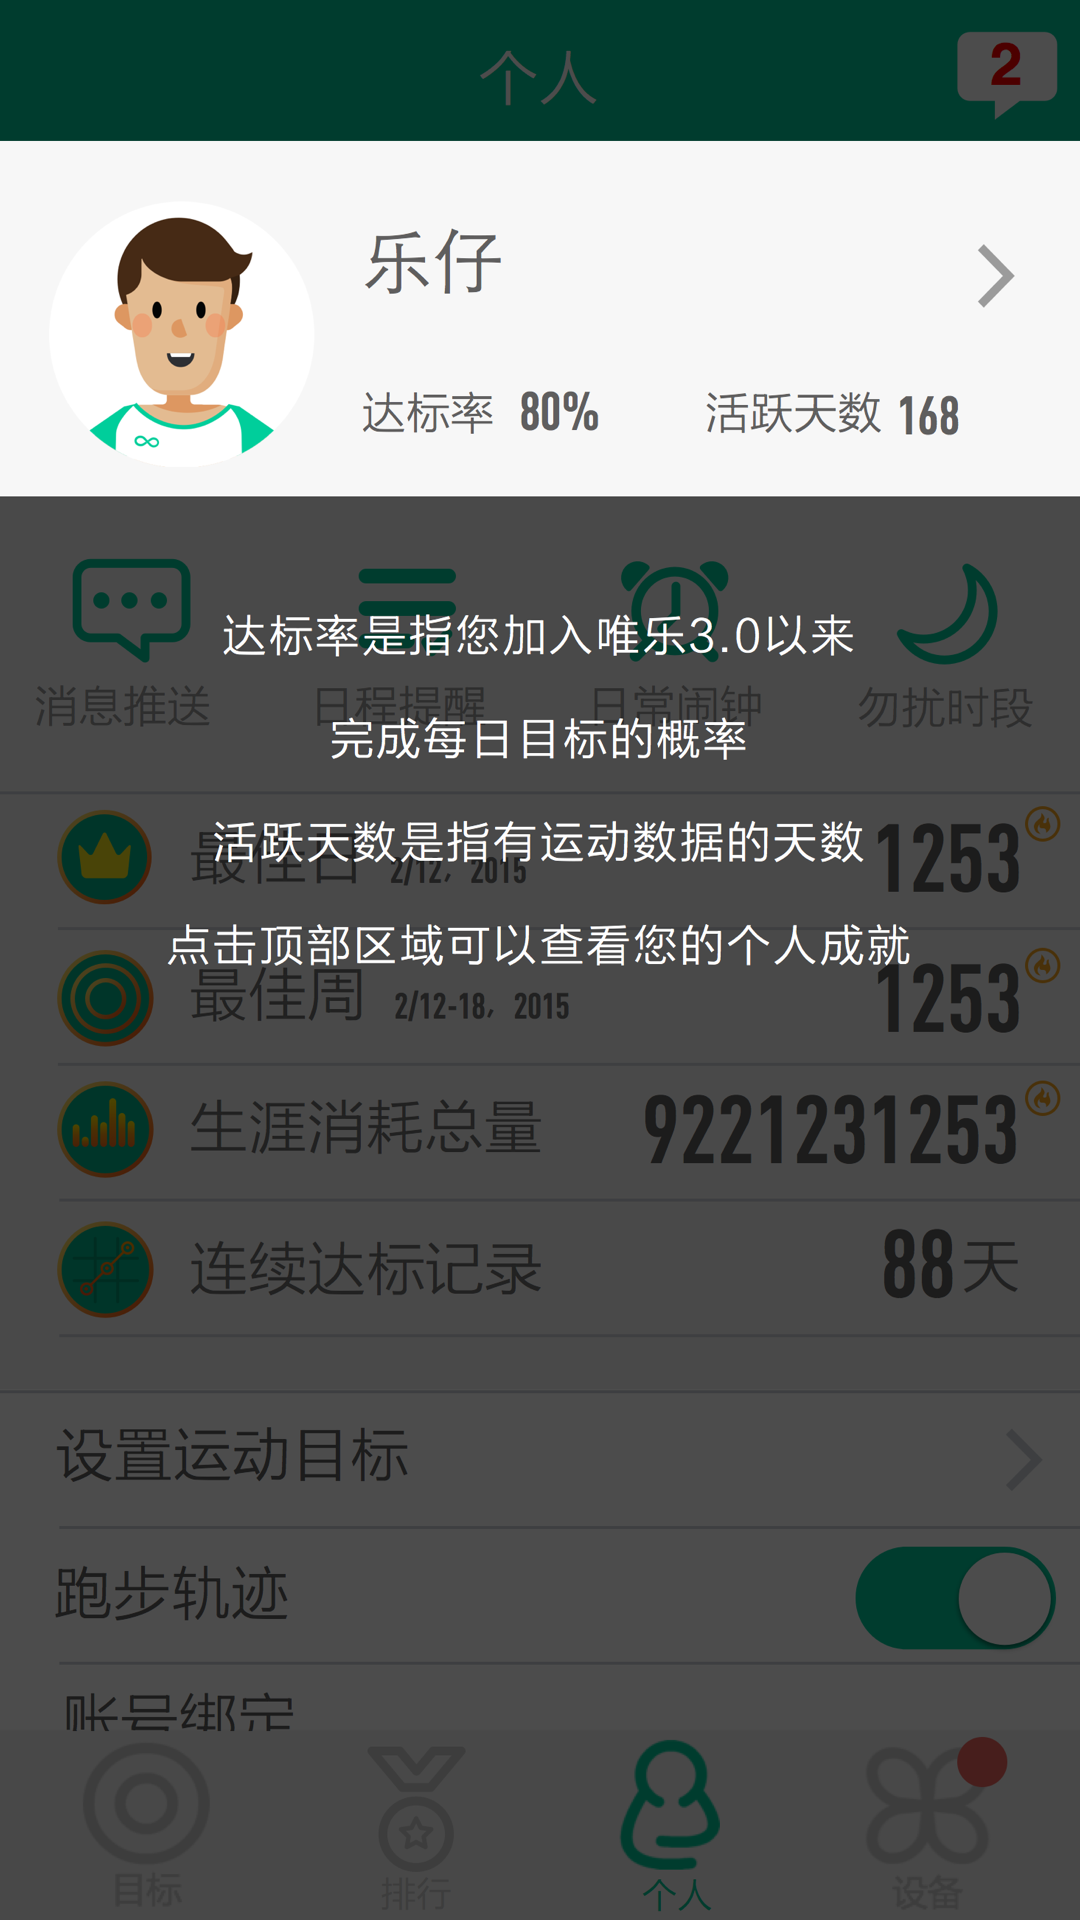 个人
2
乐仔
达标率 80% 活跃天数 168
达标率是指您加入唯乐3.0以来
消息推送 日程提醒 日常闹钟 勿扰时段
完成每日目标的概率
活跃天数是指有运动数据的天数
最佳日 2/12, 2015 1253
点击顶部区域可以查看您的个人成就
最佳周 2/12-18, 2015 1253
生涯消耗总量 9221231253
连续达标记录 88天
设置运动目标
跑步轨迹
账号绑定
目标 排行 个人 设备